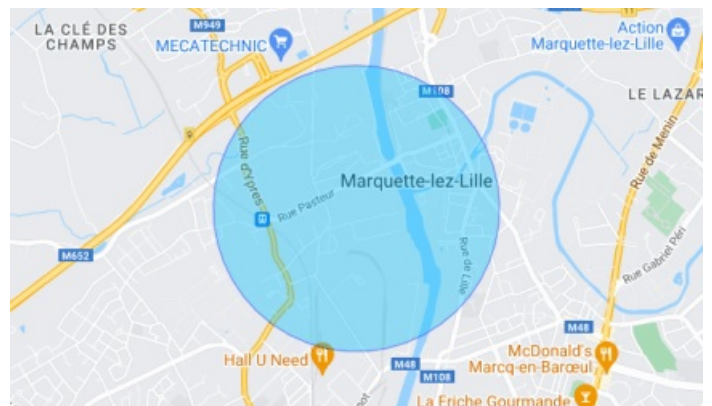 LA CLÉ DES
CHAMPS
M949
MECATECHNIC
Action
Marquette-lez-Lille
M108
LE LAZAR
Rue de Menin
Rue d'Ypres
Marquette-lez-Lille
Rue Pasteur
M652
Rue de Lille
Rue Gabriel Péri
M48
Hall U Need
M48
McDonald's
Marcq-en-Barœul
M108
La Friche Gourmande